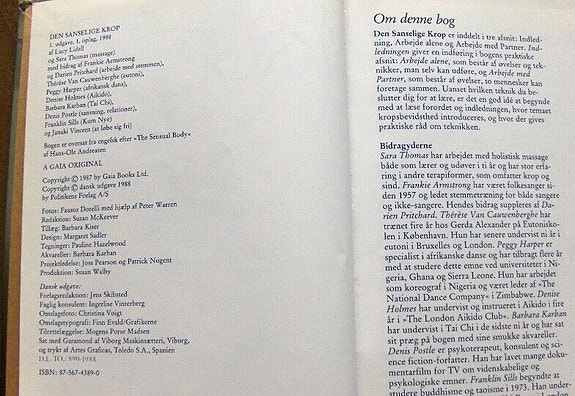 DEN SANSELIGE KROP
1. udgave, 1. oplag, 1988
af Lucy Lidell
og Sara Thomas (massage)
med bidrag af Frankie Armstrong
og Darien Pritchard (arbejde med stemmen),
Thérèse Van Cauwenberghe (eutoni),
Peggy Harper (afrikansk dans),
Denise Holmes (Aikido),
Barbara Karban (Tai Chi),
Denis Postle (sansning, relationer),
Franklin Sills (Kum Nye)
og Janaki Vincent (at løbe sig fri)
Bogen er oversat fra engelsk efter »The Sensual Body«
af Hans-Ole Andreasen
A GAIA ORIGINAL
Copyright © 1987 by Gaia Books Ltd.
Copyright © dansk udgave 1988
by Politikens Forlag A/S
Fotos: Fausto Dorelli med hjælp af Peter Warren
Redaktion: Susan McKeever
Tillæg: Barbara Kiser
Design: Margaret Sadler
Tegninger: Pauline Hazelwood
Akvareller: Barbara Karban
Projektledelse: Joss Pearson og Patrick Nugent
Produktion: Susan Walby
Dansk udgave:
Forlagsredaktion: Jens Skibsted
Faglig konsulent: Ingerlise Vinterberg
Omslagsfoto: Christina Voigt
Omslagstypografi: Finn Evald/Grafikerne
Tilrettelæggelse: Mogens Porse Madsen
Sat med Garamond af Viborg Maskinsætteri, Viborg,
og trykt af Artes Graficas, Toledo S.A., Spanien
D.L. TO.: 890-1988
ISBN: 87-567-4389-0
Om denne bog
Den Sanselige Krop er inddelt i tre afsnit: Indled-
ning, Arbejde alene og Arbejde med Partner. Ind-
ledningen giver en indføring i bogens praktiske
afsnit: Arbejde alene, som består af øvelser og tek-
nikker, man selv kan udføre, og Arbejde med
Partner, som består af øvelser, to mennesker kan
foretage sammen. Uanset hvilken teknik du be-
slutter dig for at lære, er det en god idé at begynde
med at læse forordet og indledningen, hvor temaet
kropsbevidsthed introduceres, og hvor der gives
praktiske råd om teknikken.
Bidragyderne
Sara Thomas har arbejdet med holistisk massage
både som lærer og udøver i ti år og har stor erfa-
ring i andre terapiformer, som omfatter krop og
sind. Frankie Armstrong har været folkesanger si-
den 1957 og ledet stemmetræning for både sangere
og ikke-sangere. Hendes bidrag suppleres af Da-
rien Pritchard. Thérèse Van Cauwenberghe har
trænet fire år hos Gerda Alexander på Eutonisko-
len i København. Hun har senere undervist ni år i
eutoni i Bruxelles og London. Peggy Harper er
specialist i afrikanske danse og har tilbragt flere år
med at studere dette emne ved universiteter i Ni-
geria, Ghana og Sierra Leone. Hun har arbejdet
som koreograf i Nigeria og været leder af »The
National Dance Company« i Zimbabwe. Denise
Holmes har undervist og instrueret i Aikido i fire
år i »The London Aikido Club«. Barbara Karban
har undervist i Tai Chi i de sidste ni år og har sat
sit præg på bogen med sine smukke akvareller.
Denis Postle er psykoterapeut, konsulent og sci-
ence fiction-forfatter. Han har lavet mange doku-
mentarfilm for TV om videnskabelige og
psykologiske emner. Franklin Sills begyndte at
studere buddhisme og taoisme i 1973. Han under-